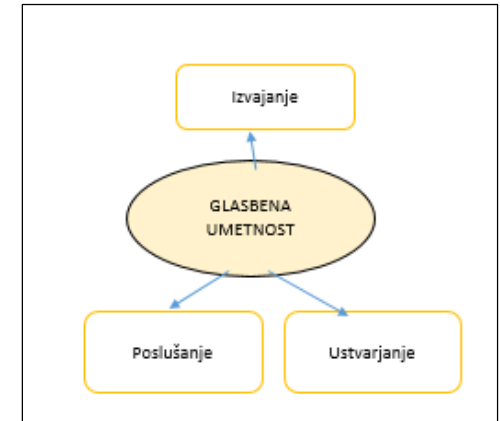 Izvajanje
GLASBENA
UMETNOST
Poslušanje
Ustvarjanje